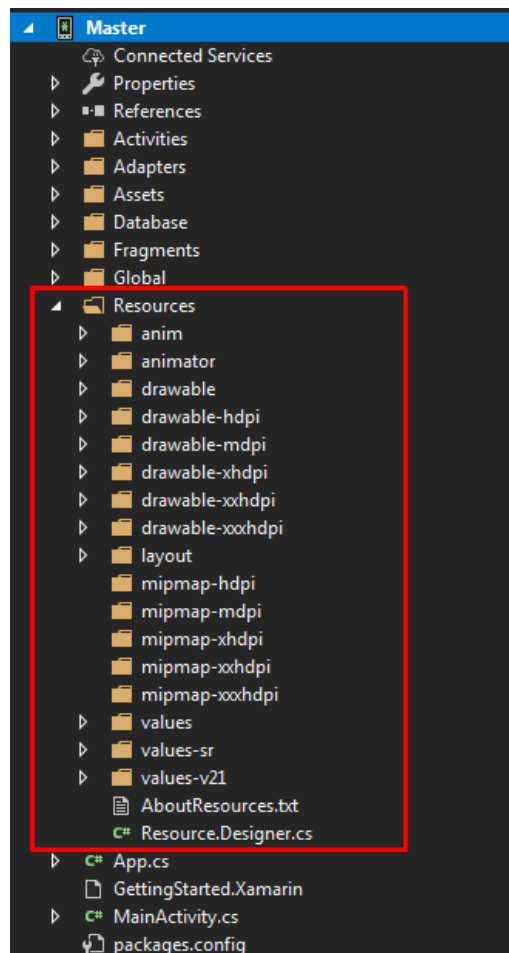 Master
Connected Services
Properties
References
Activities
Adapters
Assets
Database
Fragments
Global
Resources
anim
animator
drawable
drawable-hdpi
drawable-mdpi
drawable-xhdpi
drawable-xxhdpi
drawable-xxxhdpi
layout
mipmap-hdpi
mipmap-mdpi
mipmap-xhdpi
mipmap-xxhdpi
mipmap-xxxhdpi
values
values-sr
values-v21
AboutResources.txt
C# Resource.Designer.cs
C# App.cs
GettingStarted.Xamarin
C# MainActivity.cs
packages.config